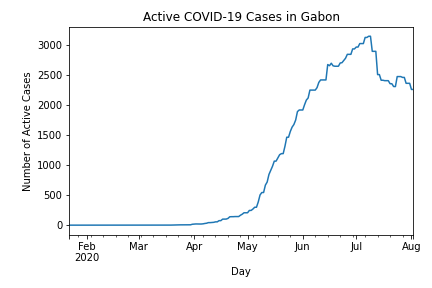 Active COVID-19 Cases in Gabon
Number of Active Cases
3000
2500
2000
1500
1000
500
0
Feb Mar Apr May Jun Jul Aug
2020
Day